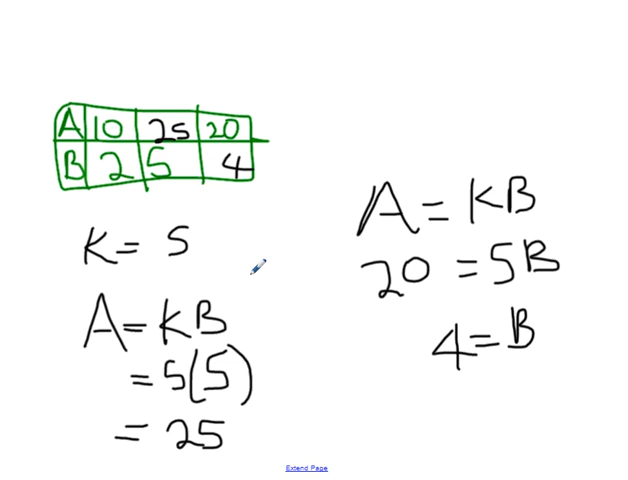 A 10 25 20
B 2 5 4
K = 5
A = KB
= 5(5)
= 25
A = KB
20 = 5B
4 = B
Extend Page